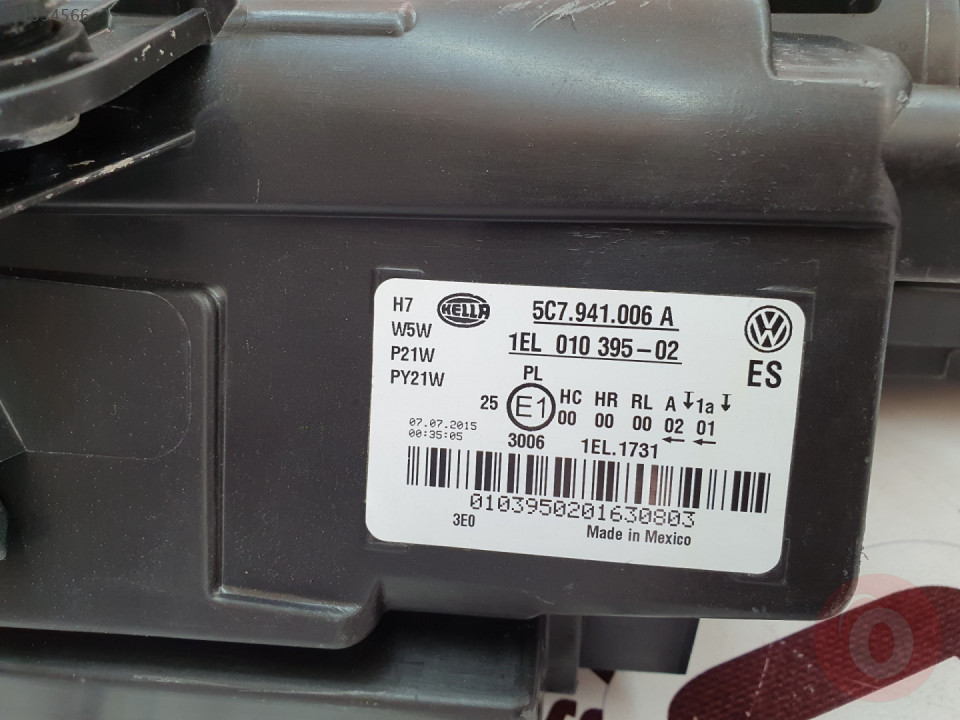 H7
W5W
P21W
PY21W
HELLA
5C7.941.006 A
1EL 010 395-02
VW
ES
PL
25 E1 HC HR RL A 1a
00 00 00 02 01
07.07.2015
00:35:05
3006 1EL.1731
0103950201630803
3E0
Made in Mexico